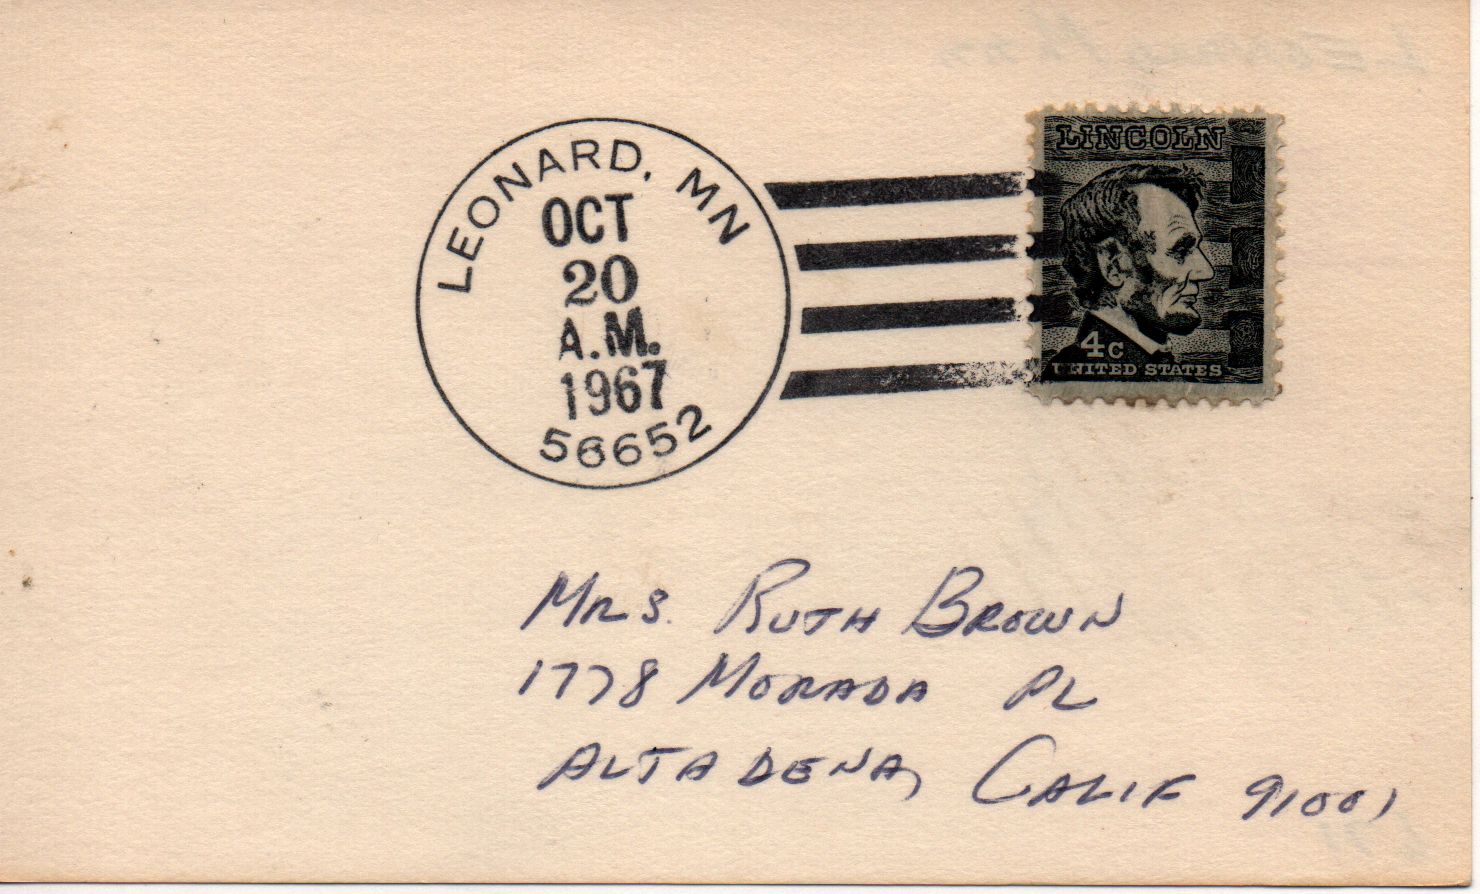 LEONARD, MN
OCT
20
A.M.
1967
56652
LINCOLN
4c
UNITED STATES
MRS. RUTH BROWN
1778 MORADA PL
ALTADENA, CALIF 91001